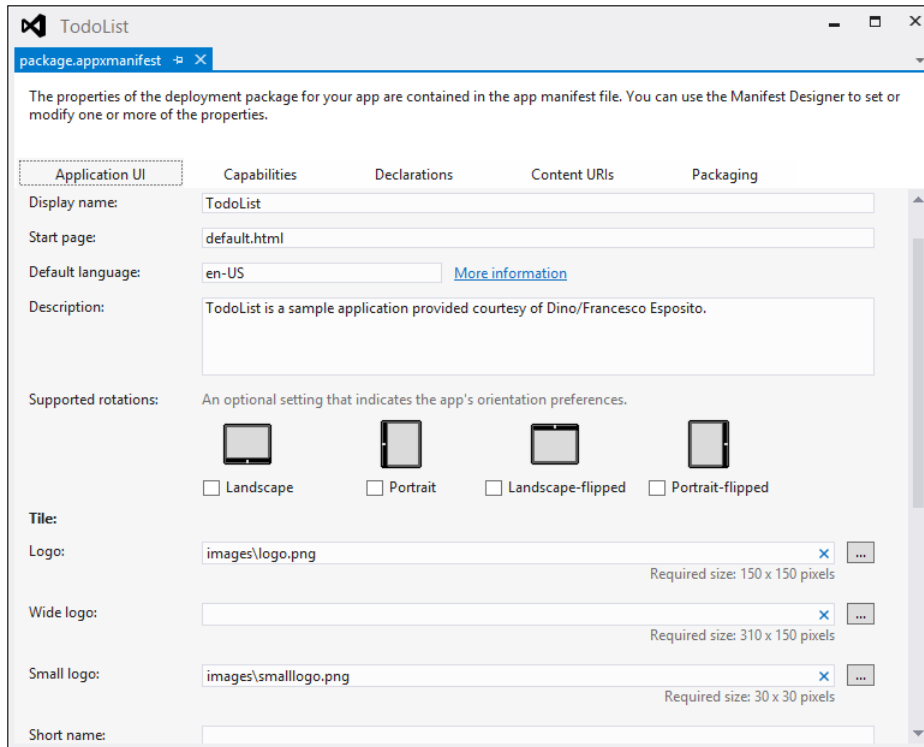 TodoList
package.appxmanifest
The properties of the deployment package for your app are contained in the app manifest file. You can use the Manifest Designer to set or
modify one or more of the properties.
Application UI Capabilities Declarations Content URIs Packaging
Display name: TodoList
Start page: default.html
Default language: en-US More information
Description: TodoList is a sample application provided courtesy of Dino/Francesco Esposito.
Supported rotations: An optional setting that indicates the app's orientation preferences.
Landscape Portrait Landscape-flipped Portrait-flipped
Tile:
Logo: images\logo.png ...
Required size: 150 x 150 pixels
Wide logo: ...
Required size: 310 x 150 pixels
Small logo: images\smalllogo.png ...
Required size: 30 x 30 pixels
Short name: